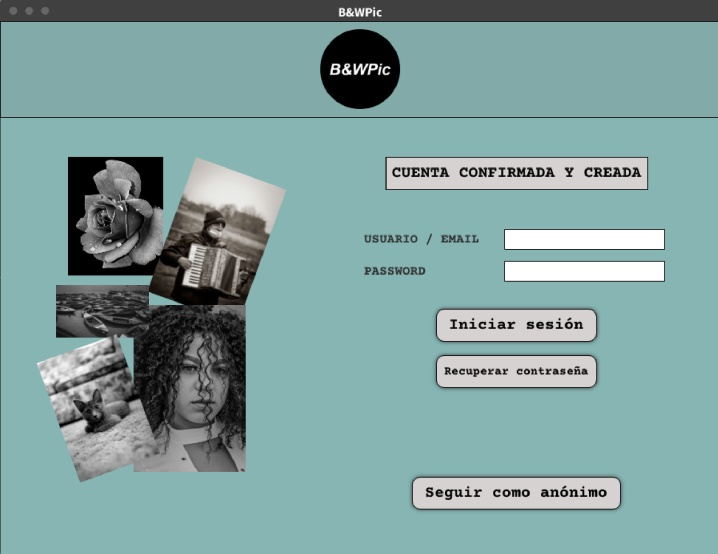 B&WPic
B&WPic
CUENTA CONFIRMADA Y CREADA
USUARIO / EMAIL
PASSWORD
Iniciar sesión
Recuperar contraseña
Seguir como anónimo